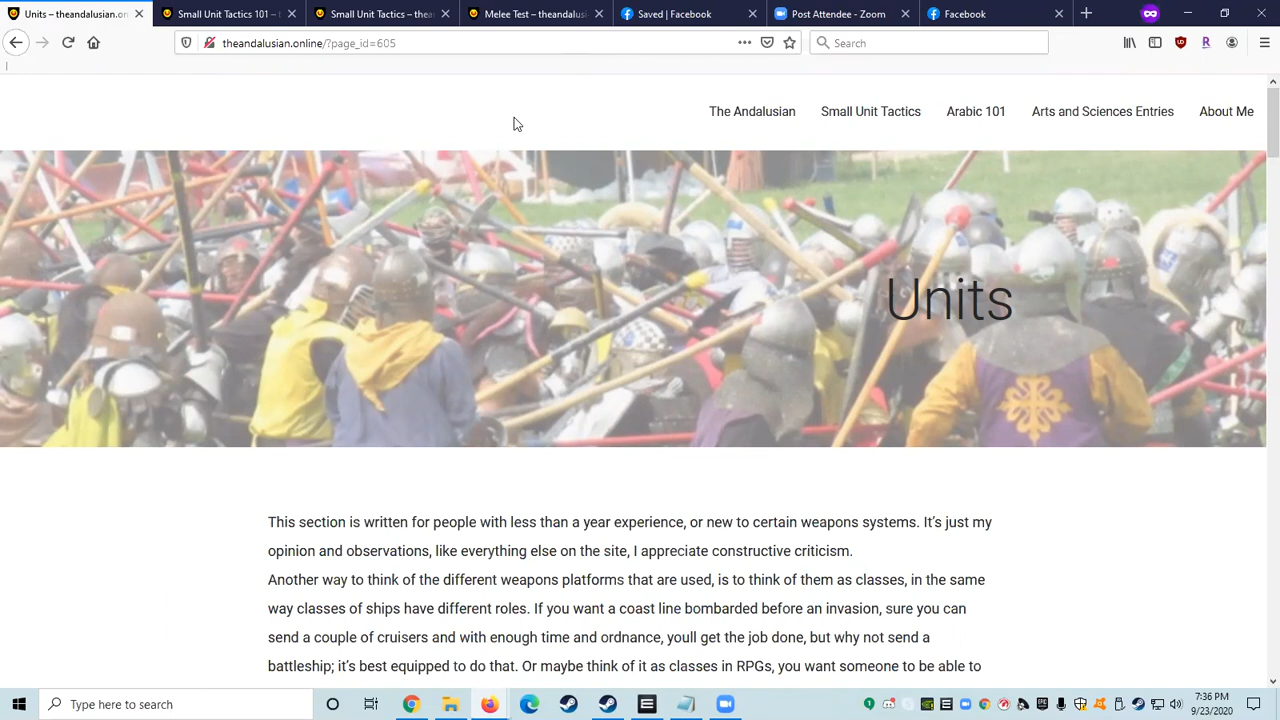 Units – theandalusian.on
Small Unit Tactics 101 – t
Small Unit Tactics – thea
Melee Test – theandalusi
Saved | Facebook
Post Attendee - Zoom
Facebook
theandalusian.online/?page_id=605
Search
The Andalusian
Small Unit Tactics
Arabic 101
Arts and Sciences Entries
About Me
Units
This section is written for people with less than a year experience, or new to certain weapons systems. It's just my
opinion and observations, like everything else on the site, I appreciate constructive criticism.
Another way to think of the different weapons platforms that are used, is to think of them as classes, in the same
way classes of ships have different roles. If you want a coast line bombarded before an invasion, sure you can
send a couple of cruisers and with enough time and ordnance, youll get the job done, but why not send a
battleship; it's best equipped to do that. Or maybe think of it as classes in RPGs, you want someone to be able to
Type here to search
7:36 PM
9/23/2020